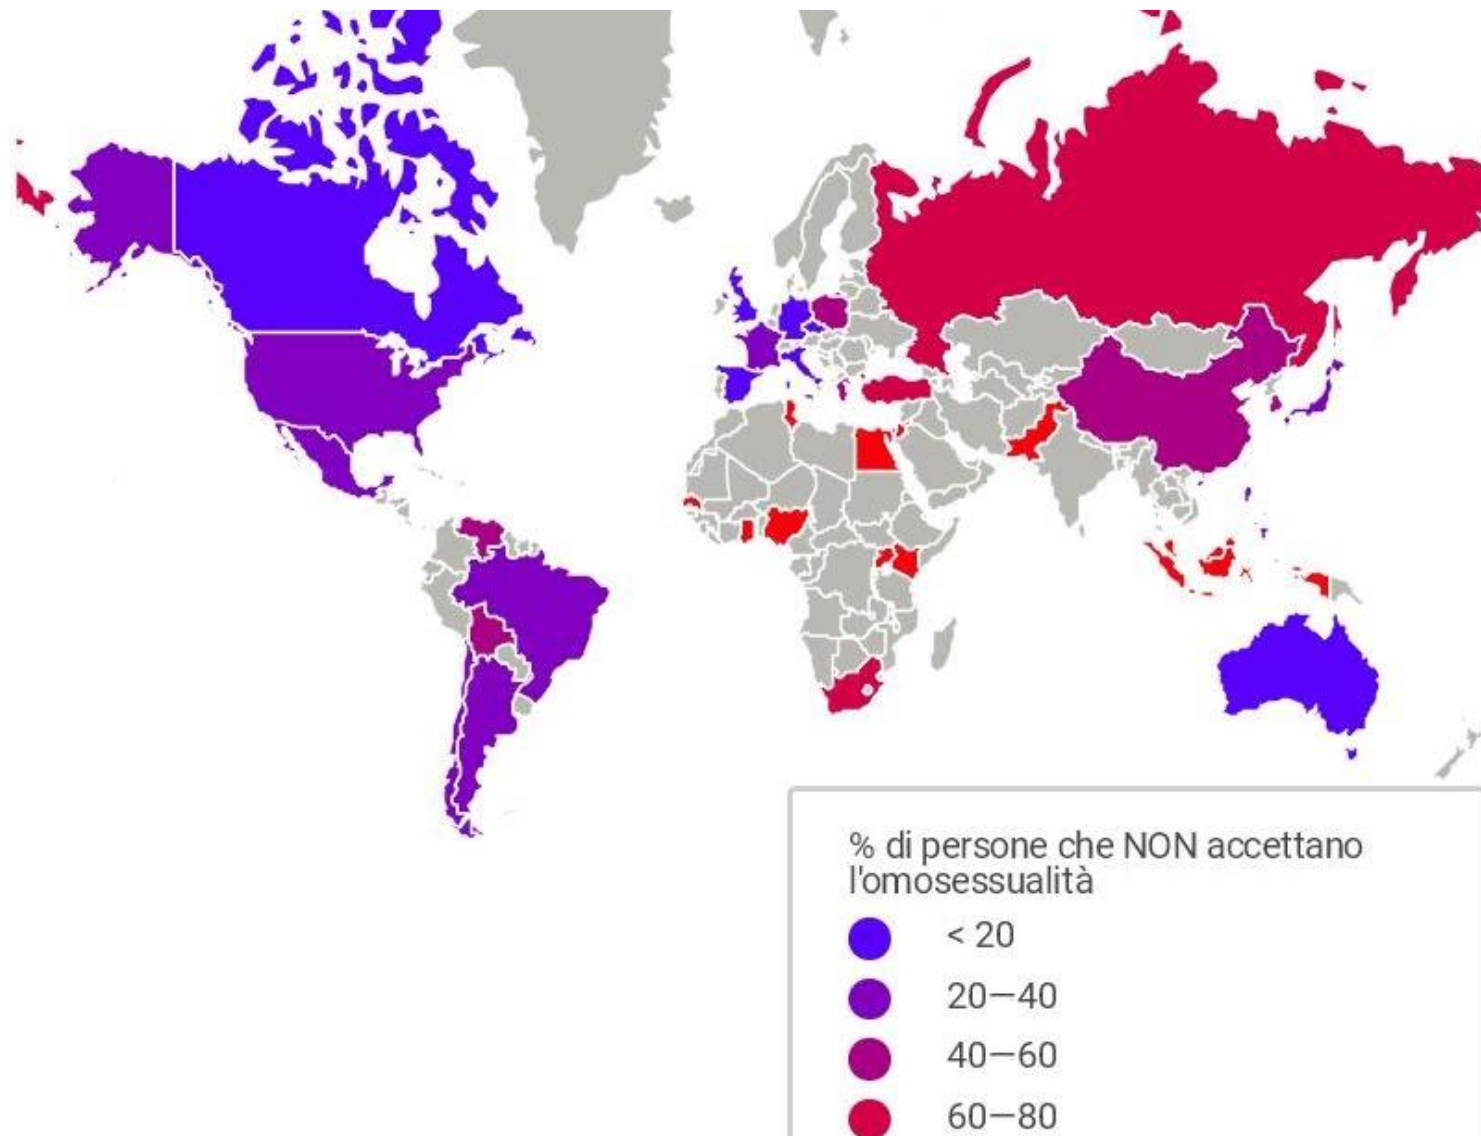 % di persone che NON accettano
l'omosessualità
< 20
20—40
40—60
60—80